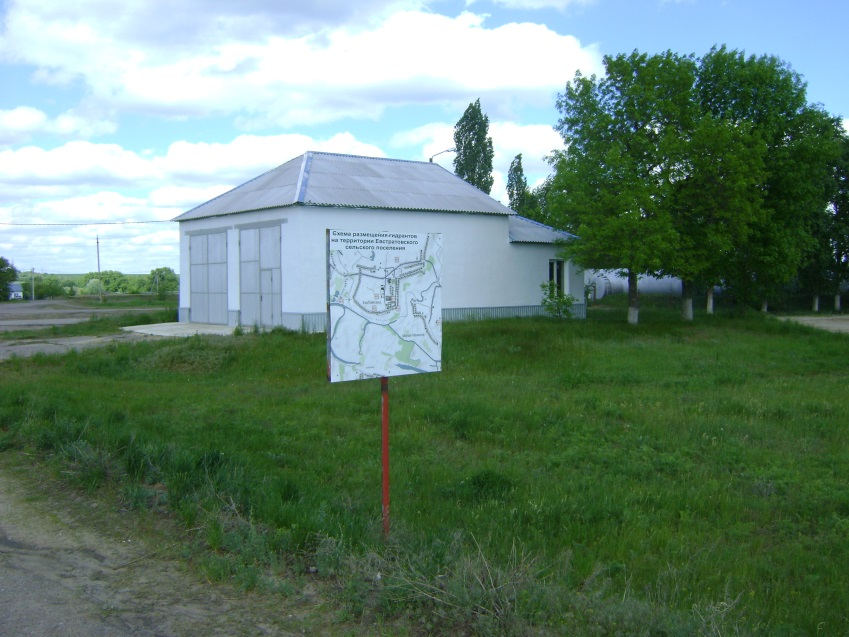 Схема размещения гидрантов
на территории Евстратовского
сельского поселения